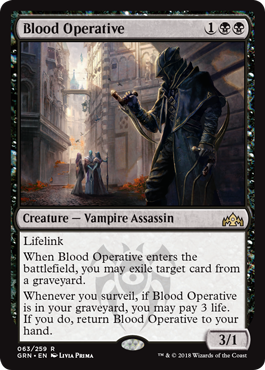 Blood Operative 1
Creature — Vampire Assassin
Lifelink
When Blood Operative enters the
battlefield, you may exile target card from
a graveyard.
Whenever you surveil, if Blood Operative
is in your graveyard, you may pay 3 life.
If you do, return Blood Operative to your
hand.
3/1
063/259 R
GRN • EN LIVIA PRIMA ™ & © 2018 Wizards of the Coast